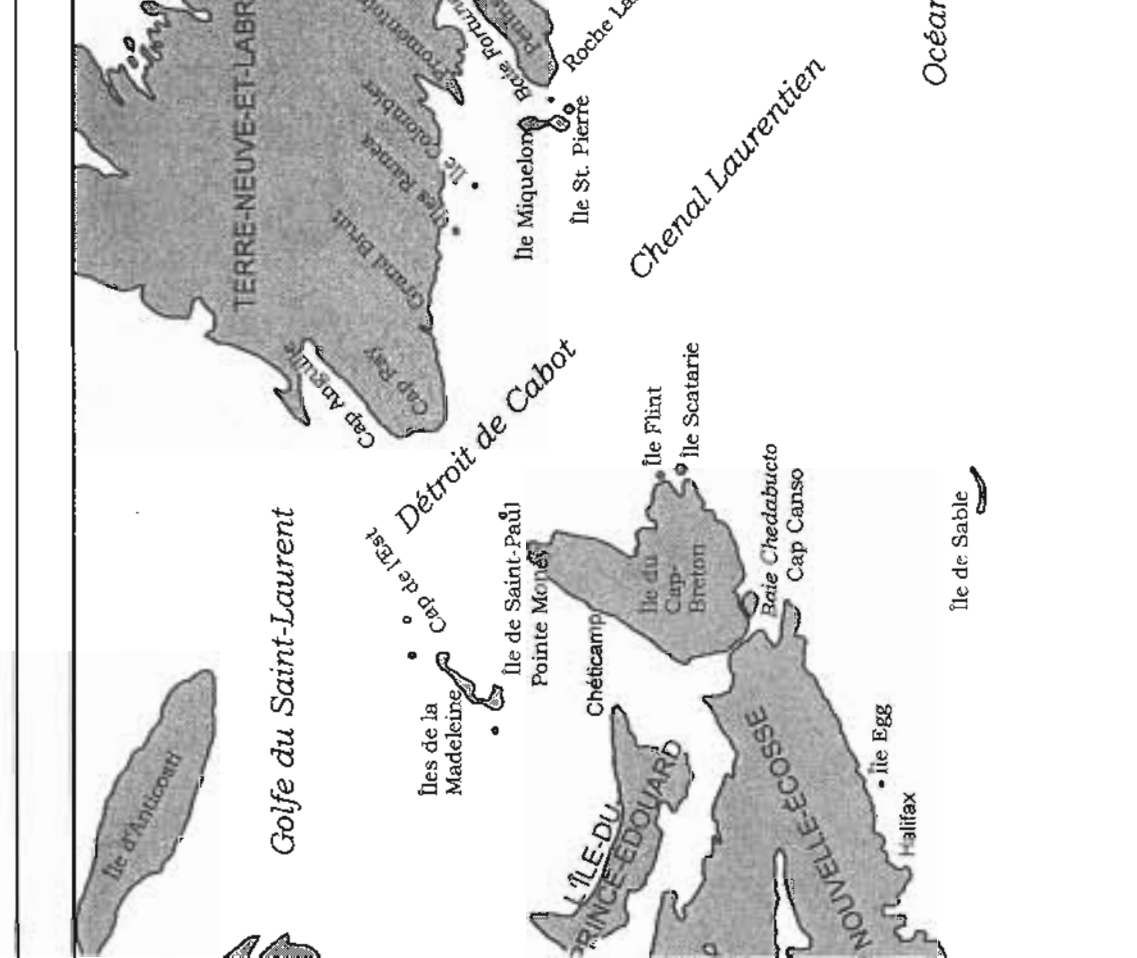 TERRE-NEUVE-ET-LABR
Île d'Anticosti
Golfe du Saint-Laurent
Cap Anguille
Cap Ray
Grand Bruit
Îles Ramea
Île Colombier
Baie Fortune
Roche La
Île Miquelon
Île St. Pierre
Chenal Laurentien
Océan
Détroit de Cabot
Cap de l'Est
Îles de la
Madeleine
Île de Saint-Paul
Pointe Money
Chéticamp
Île du
Cap-
Breton
Île Flint
Île Scatarie
Baie Chedabucto
Cap Canso
Île de Sable
L'ÎLE-DU
PRINCE-ÉDOUARD
NOUVELLE-ÉCOSSE
Île Egg
Halifax